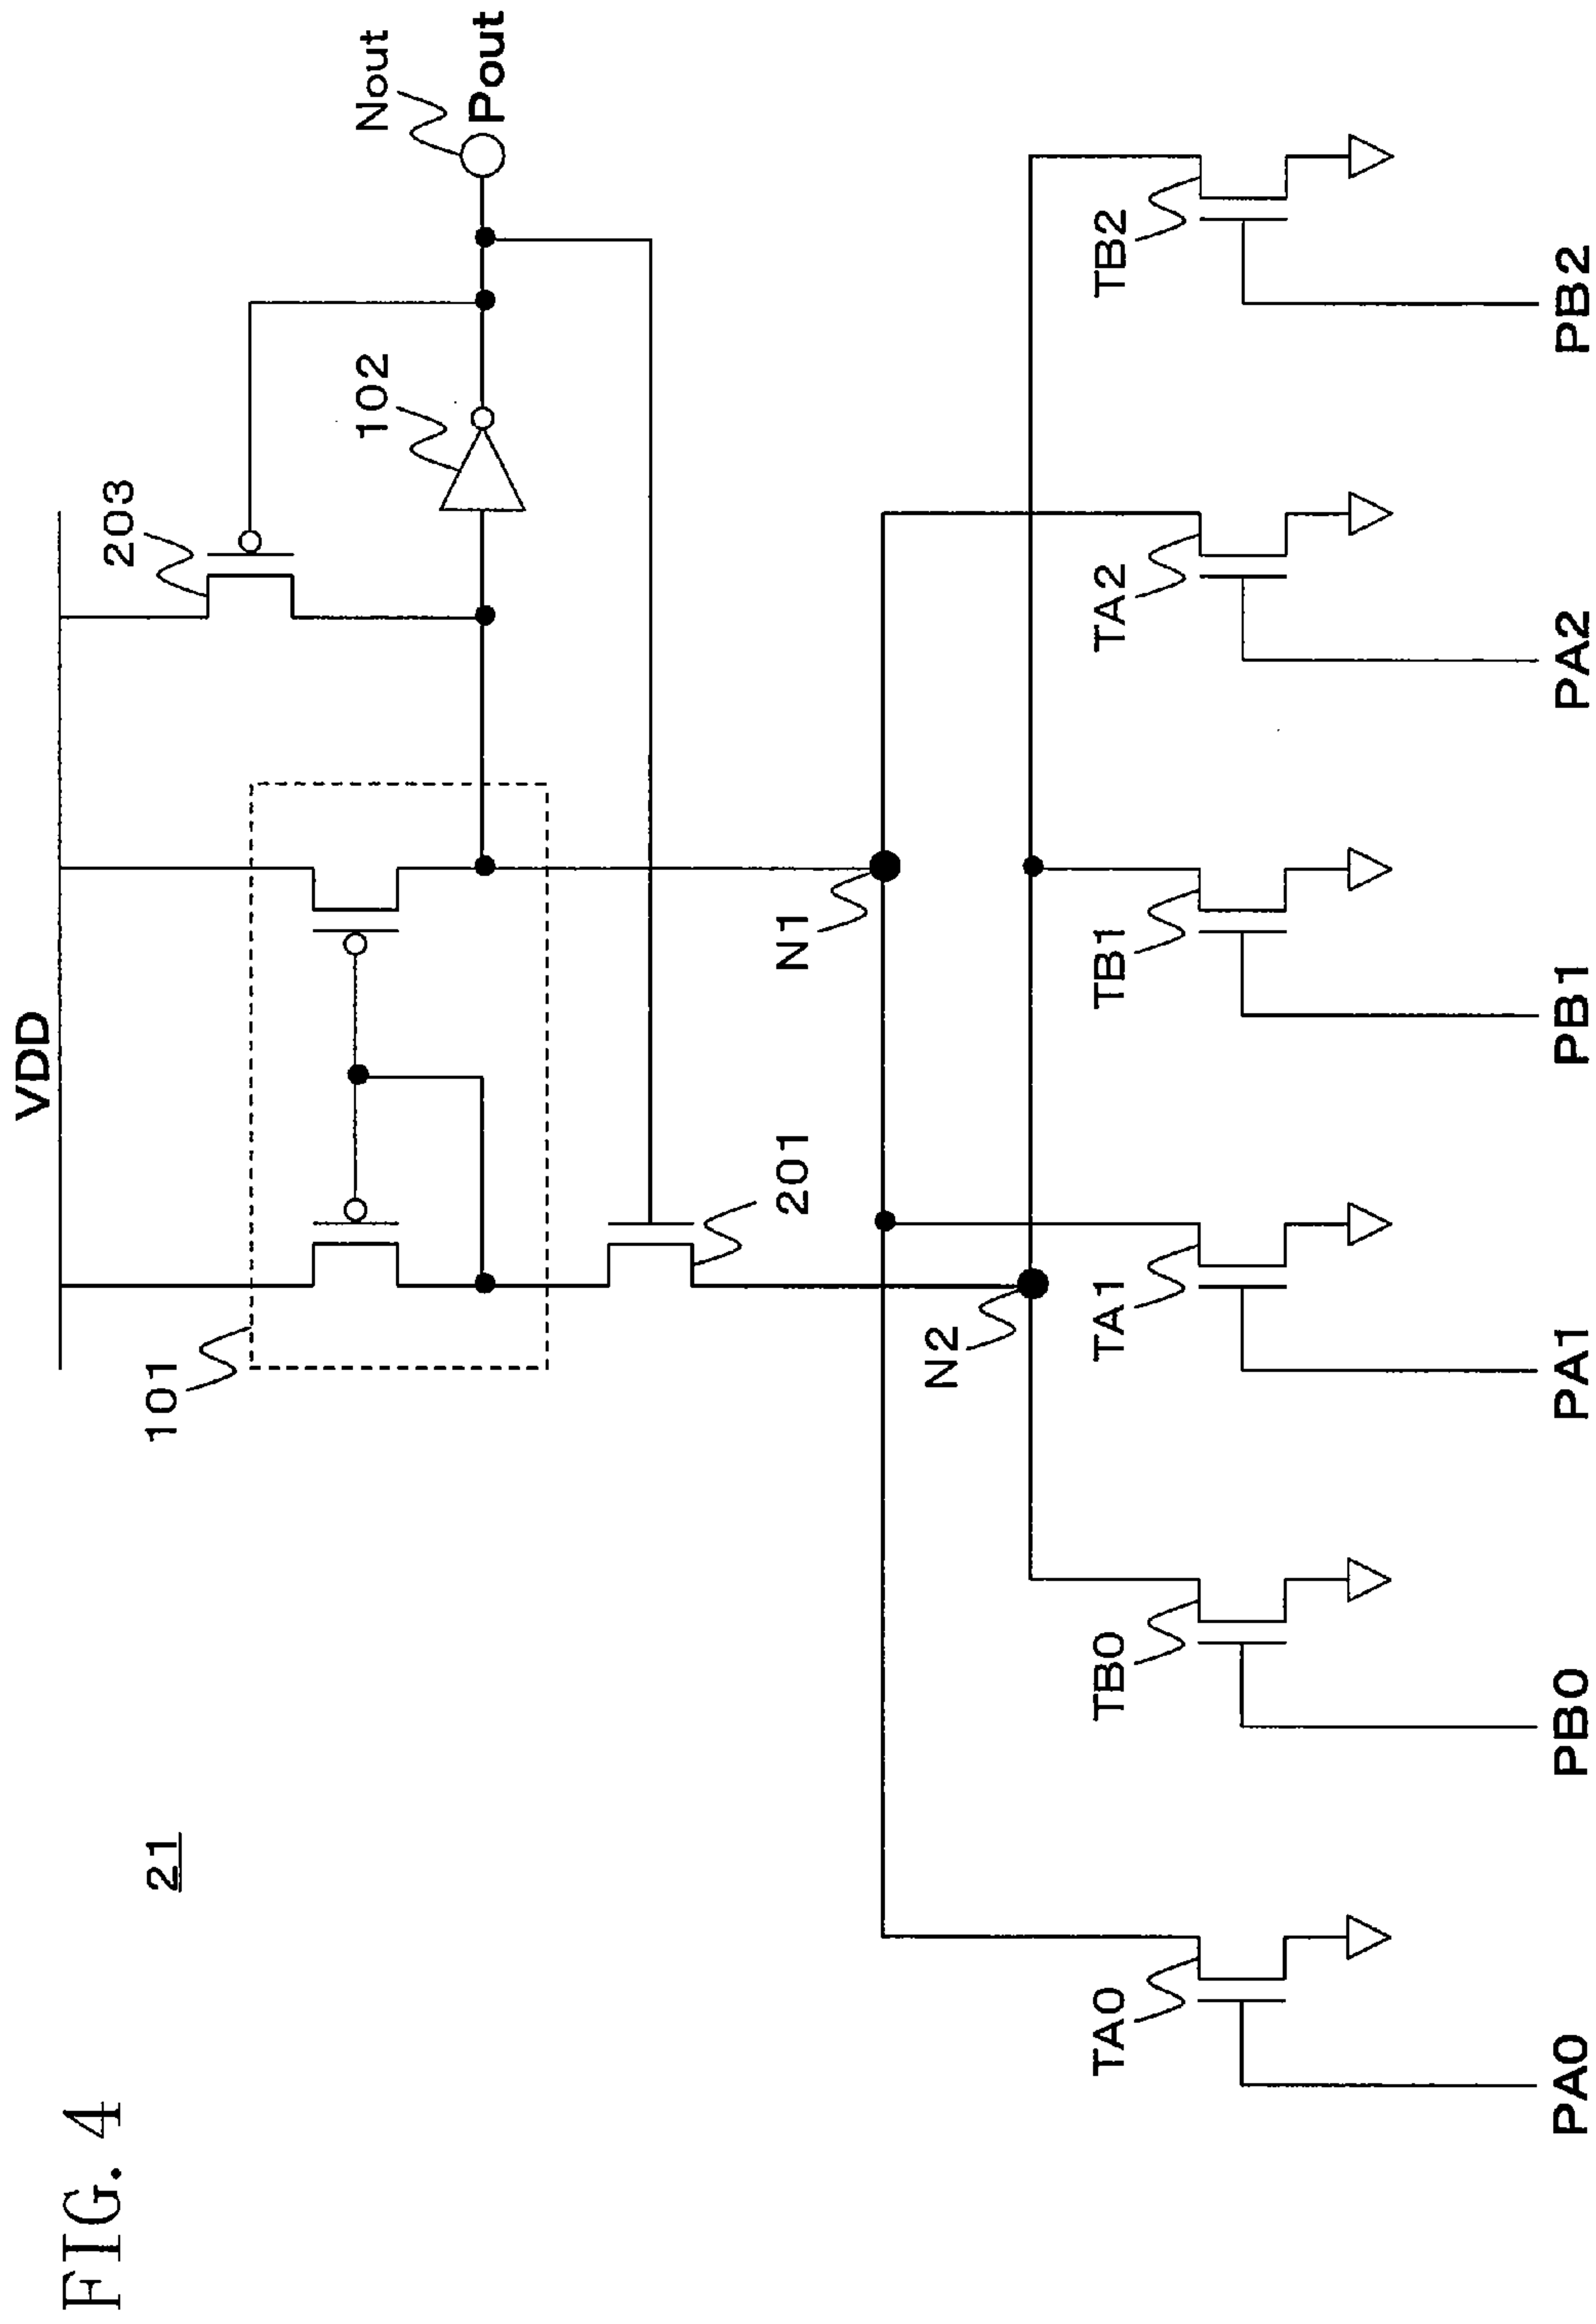 FIG. 4
21
VDD
101
203
102
Nout
Pout
201
N1
N2
TA0
TB0
TA1
TB1
TA2
TB2
PA0
PB0
PA1
PB1
PA2
PB2